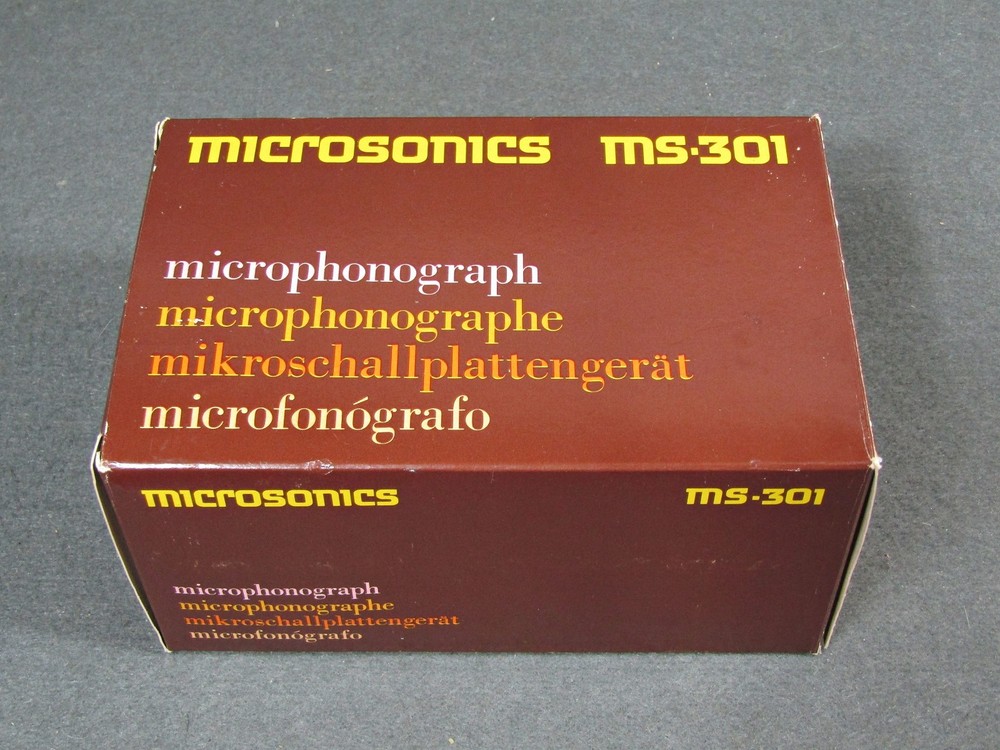 microsonics ms·301
microphonograph
microphonographe
mikroschallplattengerät
microfonógrafo
microsonics ms-301
microphonograph
microphonographe
mikroschallplattengerät
microfonógrafo